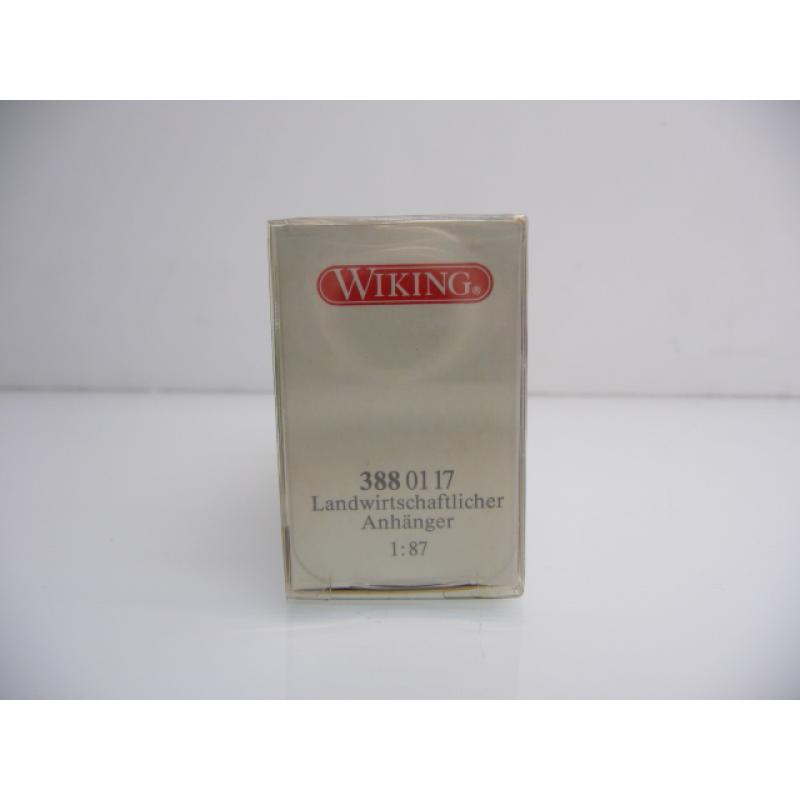 WIKING®
388 01 17
Landwirtschaftlicher
Anhänger
1:87